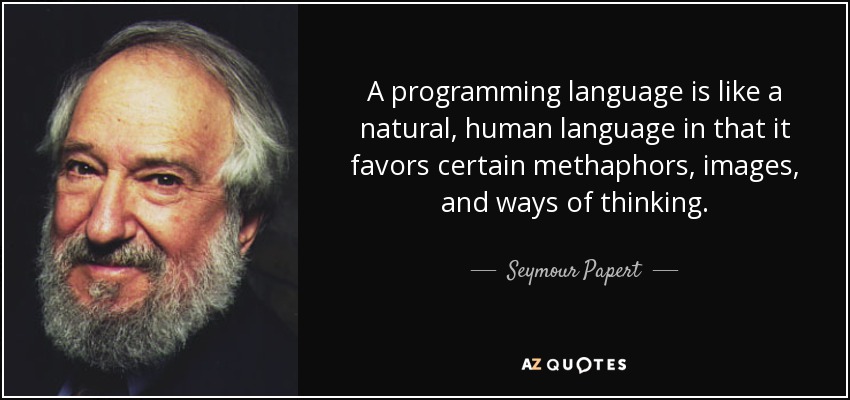 A programming language is like a
natural, human language in that it
favors certain methaphors, images,
and ways of thinking.
Seymour Papert
AZ QUOTES